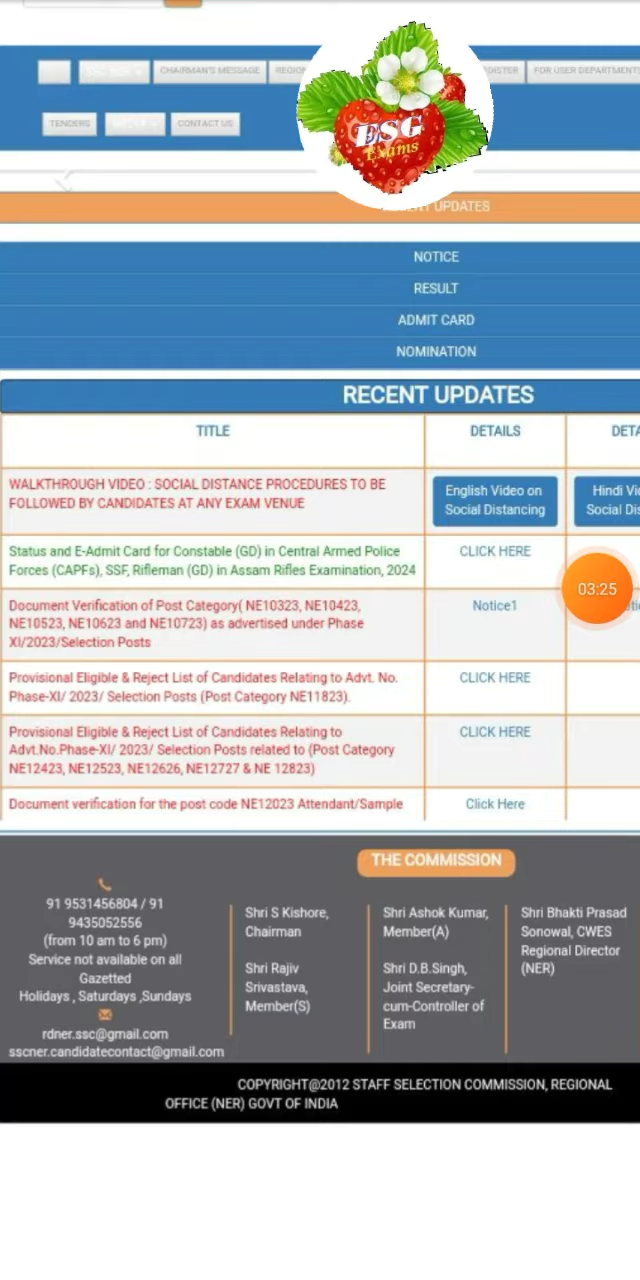 CHAIRMAN'S MESSAGE
FOR USER DEPARTMENTS
TENDERS
CONTACT US
ESG
Exams
UPDATES
NOTICE
RESULT
ADMIT CARD
NOMINATION
RECENT UPDATES
TITLE
DETAILS
WALKTHROUGH VIDEO : SOCIAL DISTANCE PROCEDURES TO BE
FOLLOWED BY CANDIDATES AT ANY EXAM VENUE
English Video on
Social Distancing
Hindi
Social
Status and E-Admit Card for Constable (GD) in Central Armed Police
Forces (CAPFs), SSF, Rifleman (GD) in Assam Rifles Examination, 2024
CLICK HERE
03:25
Document Verification of Post Category( NE10323, NE10423,
NE10523, NE10623 and NE10723) as advertised under Phase
XI/2023/Selection Posts
Notice1
Provisional Eligible & Reject List of Candidates Relating to Advt. No.
Phase-XI/ 2023/ Selection Posts (Post Category NE11823).
CLICK HERE
Provisional Eligible & Reject List of Candidates Relating to
Advt.No.Phase-XI/ 2023/ Selection Posts related to (Post Category
NE12423, NE12523, NE12626, NE12727 & NE 12823)
CLICK HERE
Document verification for the post code NE12023 Attendant/Sample
Click Here
THE COMMISSION
91 9531456804 / 91
9435052556
(from 10 am to 6 pm)
Service not available on all
Gazetted
Holidays , Saturdays ,Sundays
rdner.ssc@gmail.com
sscner.candidatecontact@gmail.com
Shri S Kishore,
Chairman
Shri Rajiv
Srivastava,
Member(S)
Shri Ashok Kumar,
Member(A)
Shri D.B.Singh,
Joint Secretary-
cum-Controller of
Exam
Shri Bhakti Prasad
Sonowal, CWES
Regional Director
(NER)
COPYRIGHT@2012 STAFF SELECTION COMMISSION, REGIONAL
OFFICE (NER) GOVT OF INDIA